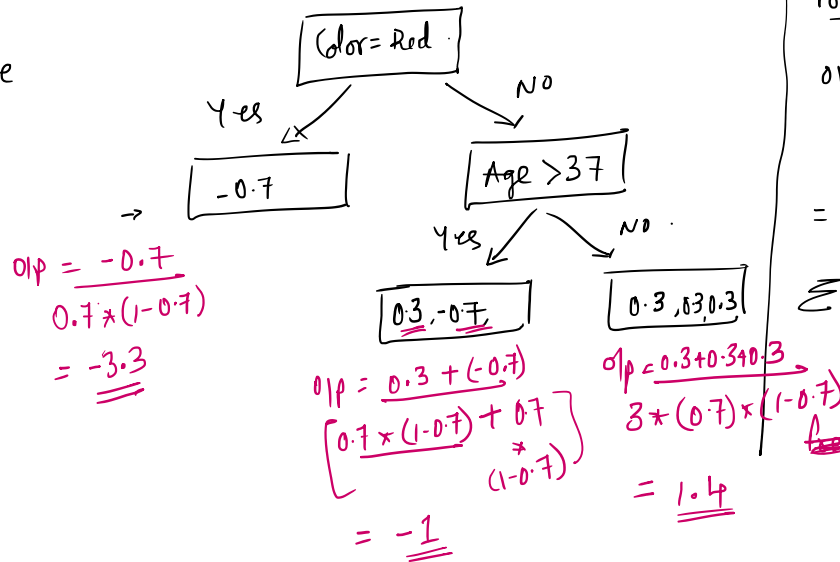 Color = Red
Yes
NO
-0.7
Age >37
Yes
NO
0.3, -0.7,
0.3, 0.3, 0.3
O/p = -0.7
0.7*(1-0.7)
= -3.3
O/p = 0.3 + (-0.7)
[0.7*(1-0.7) + 0.7
*
(1-0.7)]
= -1
O/p = 0.3+0.3+0.3
3*(0.7)*(1-0.7)
= 1.4
e
=